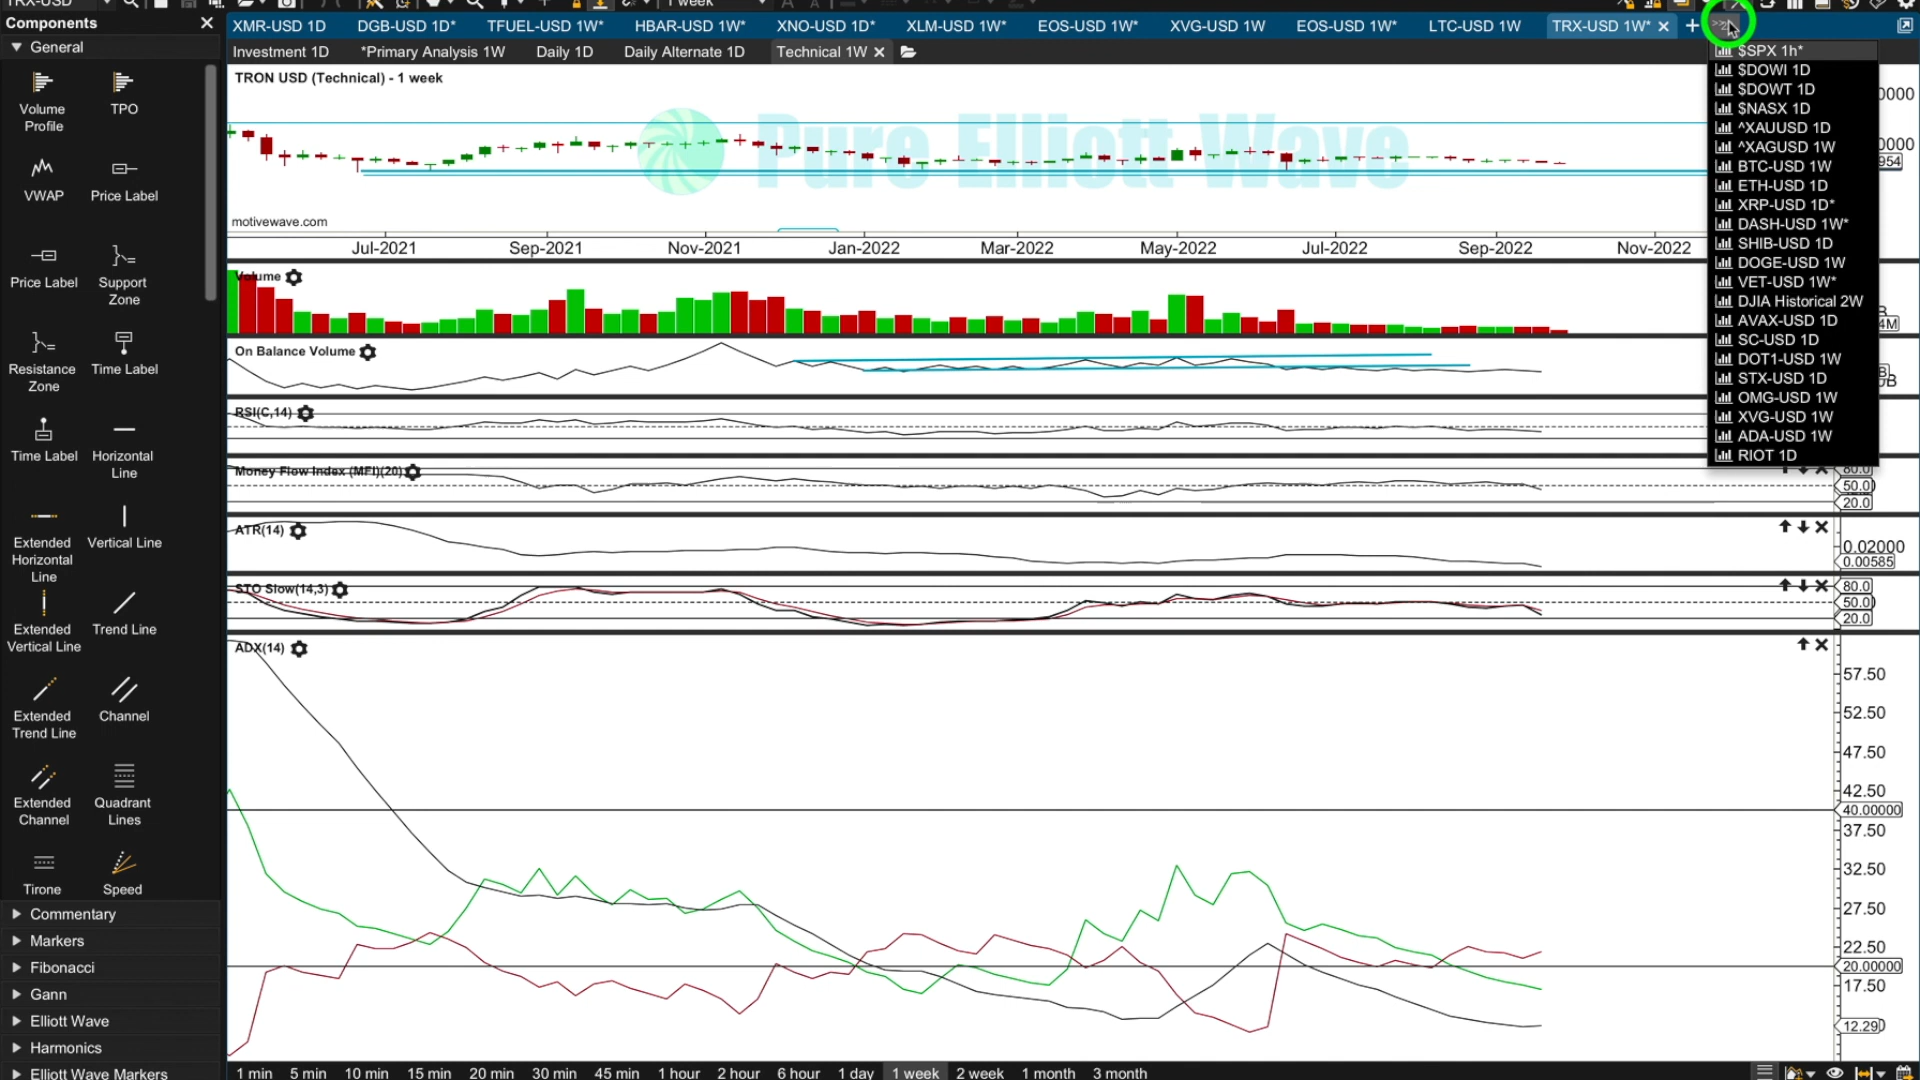 TRX-USD
1 week
Components
XMR-USD 1D
DGB-USD 1D*
TFUEL-USD 1W*
HBAR-USD 1W*
XNO-USD 1D*
XLM-USD 1W*
EOS-USD 1W*
XVG-USD 1W
EOS-USD 1W*
LTC-USD 1W
TRX-USD 1W*
General
Investment 1D
*Primary Analysis 1W
Daily 1D
Daily Alternate 1D
Technical 1W
$SPX 1h*
$DOWI 1D
$DOWT 1D
$NASX 1D
^XAUUSD 1D
^XAGUSD 1W
BTC-USD 1W
ETH-USD 1D
XRP-USD 1D*
DASH-USD 1W*
SHIB-USD 1D
DOGE-USD 1W
VET-USD 1W*
DJIA Historical 2W
AVAX-USD 1D
SC-USD 1D
DOT1-USD 1W
STX-USD 1D
OMG-USD 1W
XVG-USD 1W
ADA-USD 1W
RIOT 1D
Volume Profile
TPO
VWAP
Price Label
Price Label
Support Zone
Resistance Zone
Time Label
Time Label
Horizontal Line
Extended Horizontal Line
Vertical Line
Extended Vertical Line
Trend Line
Extended Trend Line
Channel
Extended Channel
Quadrant Lines
Tirone
Speed
Commentary
Markers
Fibonacci
Gann
Elliott Wave
Harmonics
Elliott Wave Markers
TRON USD (Technical) - 1 week
Pure Elliott Wave
motivewave.com
Jul-2021
Sep-2021
Nov-2021
Jan-2022
Mar-2022
May-2022
Jul-2022
Sep-2022
Nov-2022
Volume
On Balance Volume
RSI(C,14)
Money Flow Index (MFI)(20)
80.0
50.0
20.0
ATR(14)
0.02000
0.00585
STO Slow(14,3)
80.0
50.0
20.0
ADX(14)
57.50
52.50
47.50
42.50
40.00000
37.50
32.50
27.50
22.50
20.00000
17.50
12.29
1 min
5 min
10 min
15 min
20 min
30 min
45 min
1 hour
2 hour
6 hour
1 day
1 week
2 week
1 month
3 month